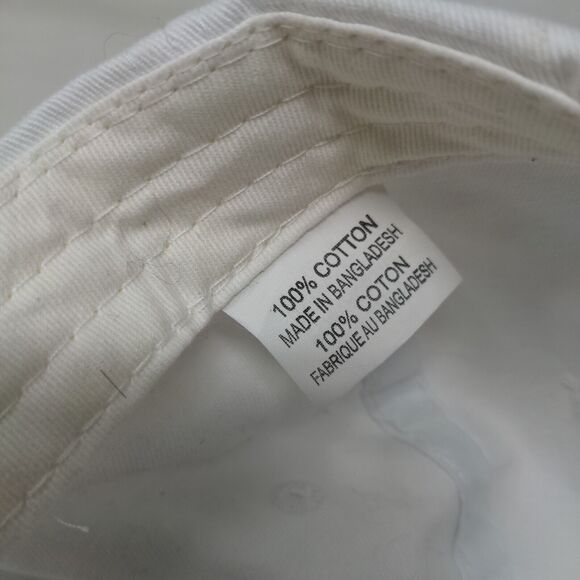 100% COTTON
MADE IN BANGLADESH
100% COTON
FABRIQUE AU BANGLADESH